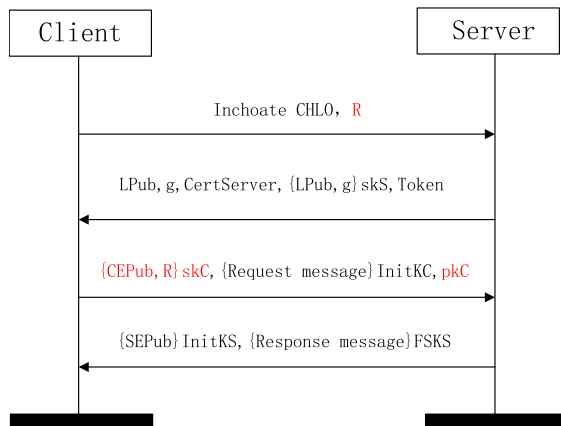 Client
Server
Inchoate CHLO, R
LPub,g,CertServer,{LPub,g}skS,Token
{CEPub,R}skC,{Request message}InitKC,pkC
{SEPub}InitKS,{Response message}FSKS